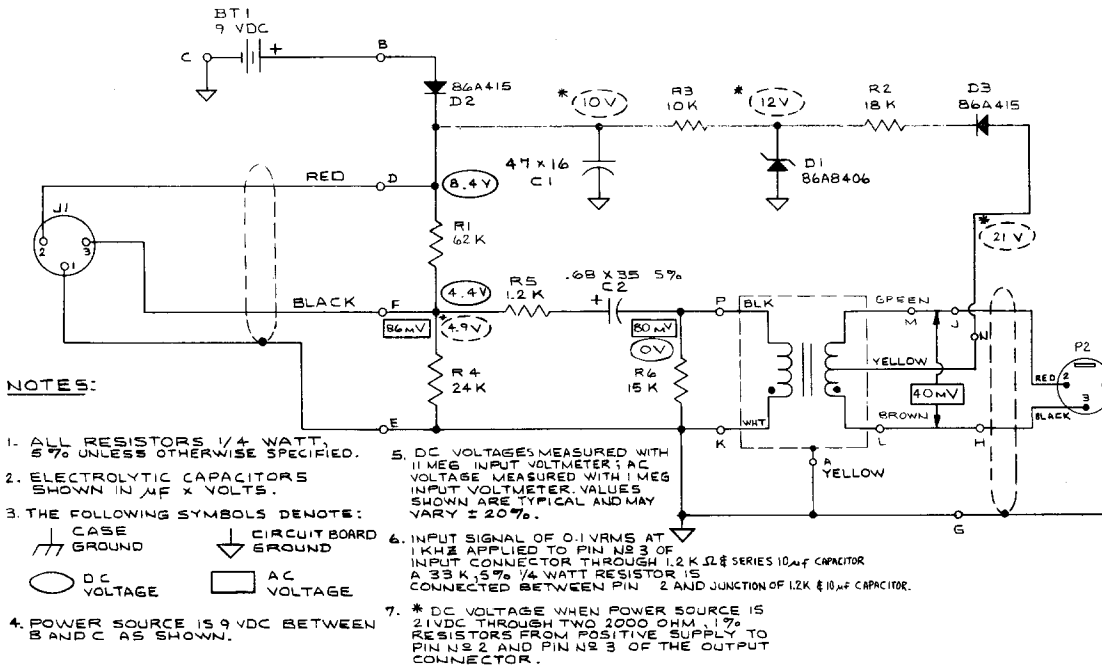 BT1
9 VDC
C
+
B
86A415
D2
* 10V
R3
10K
* 12V
R2
18K
D3
86A415
47 x 16
C1
D1
86A8406
RED
D
8.4V
J1
2
3
1
R1
62K
* 21V
BLACK
F
4.4V
86mV
* 4.9V
R5
1.2K
.68 X 35 5%
+
C2
P
BLK
80mV
0V
R6
15K
GREEN
M
J
N
YELLOW
40mV
P2
RED
2
3
BLACK
BROWN
L
H
R4
24K
E
WHT
K
A
YELLOW
G
NOTES:
1. ALL RESISTORS 1/4 WATT,
5% UNLESS OTHERWISE SPECIFIED.
2. ELECTROLYTIC CAPACITORS
SHOWN IN µF x VOLTS.
3. THE FOLLOWING SYMBOLS DENOTE:
CASE
GROUND
CIRCUIT BOARD
GROUND
DC
VOLTAGE
AC
VOLTAGE
4. POWER SOURCE IS 9 VDC BETWEEN
B AND C AS SHOWN.
5. DC VOLTAGES MEASURED WITH
11 MEG INPUT VOLTMETER; AC
VOLTAGE MEASURED WITH 1 MEG
INPUT VOLTMETER. VALUES
SHOWN ARE TYPICAL AND MAY
VARY ± 20%.
6. INPUT SIGNAL OF 0.1 VRMS AT
1 KHZ APPLIED TO PIN Nº 3 OF
INPUT CONNECTOR THROUGH 1.2 K Ω & SERIES 10µf CAPACITOR
A 33 K, 5% 1/4 WATT RESISTOR IS
CONNECTED BETWEEN PIN 2 AND JUNCTION OF 1.2K & 10µf CAPACITOR.
7. * DC VOLTAGE WHEN POWER SOURCE IS
21VDC THROUGH TWO 2000 OHM, 1%
RESISTORS FROM POSITIVE SUPPLY TO
PIN Nº 2 AND PIN Nº 3 OF THE OUTPUT
CONNECTOR.